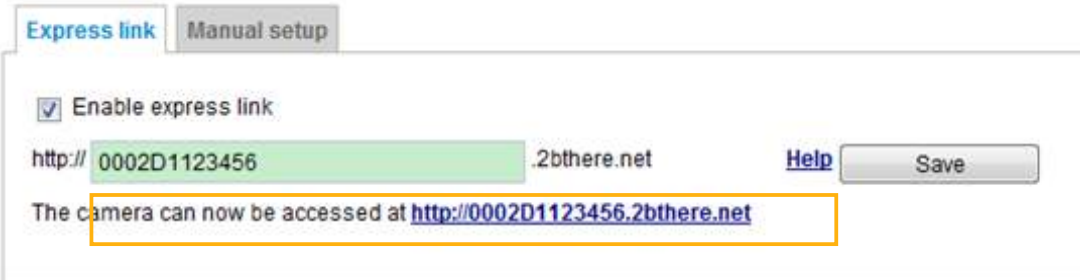 Express link Manual setup
Enable express link
http:// 0002D1123456 .2bthere.net Help Save
The camera can now be accessed at http://0002D1123456.2bthere.net